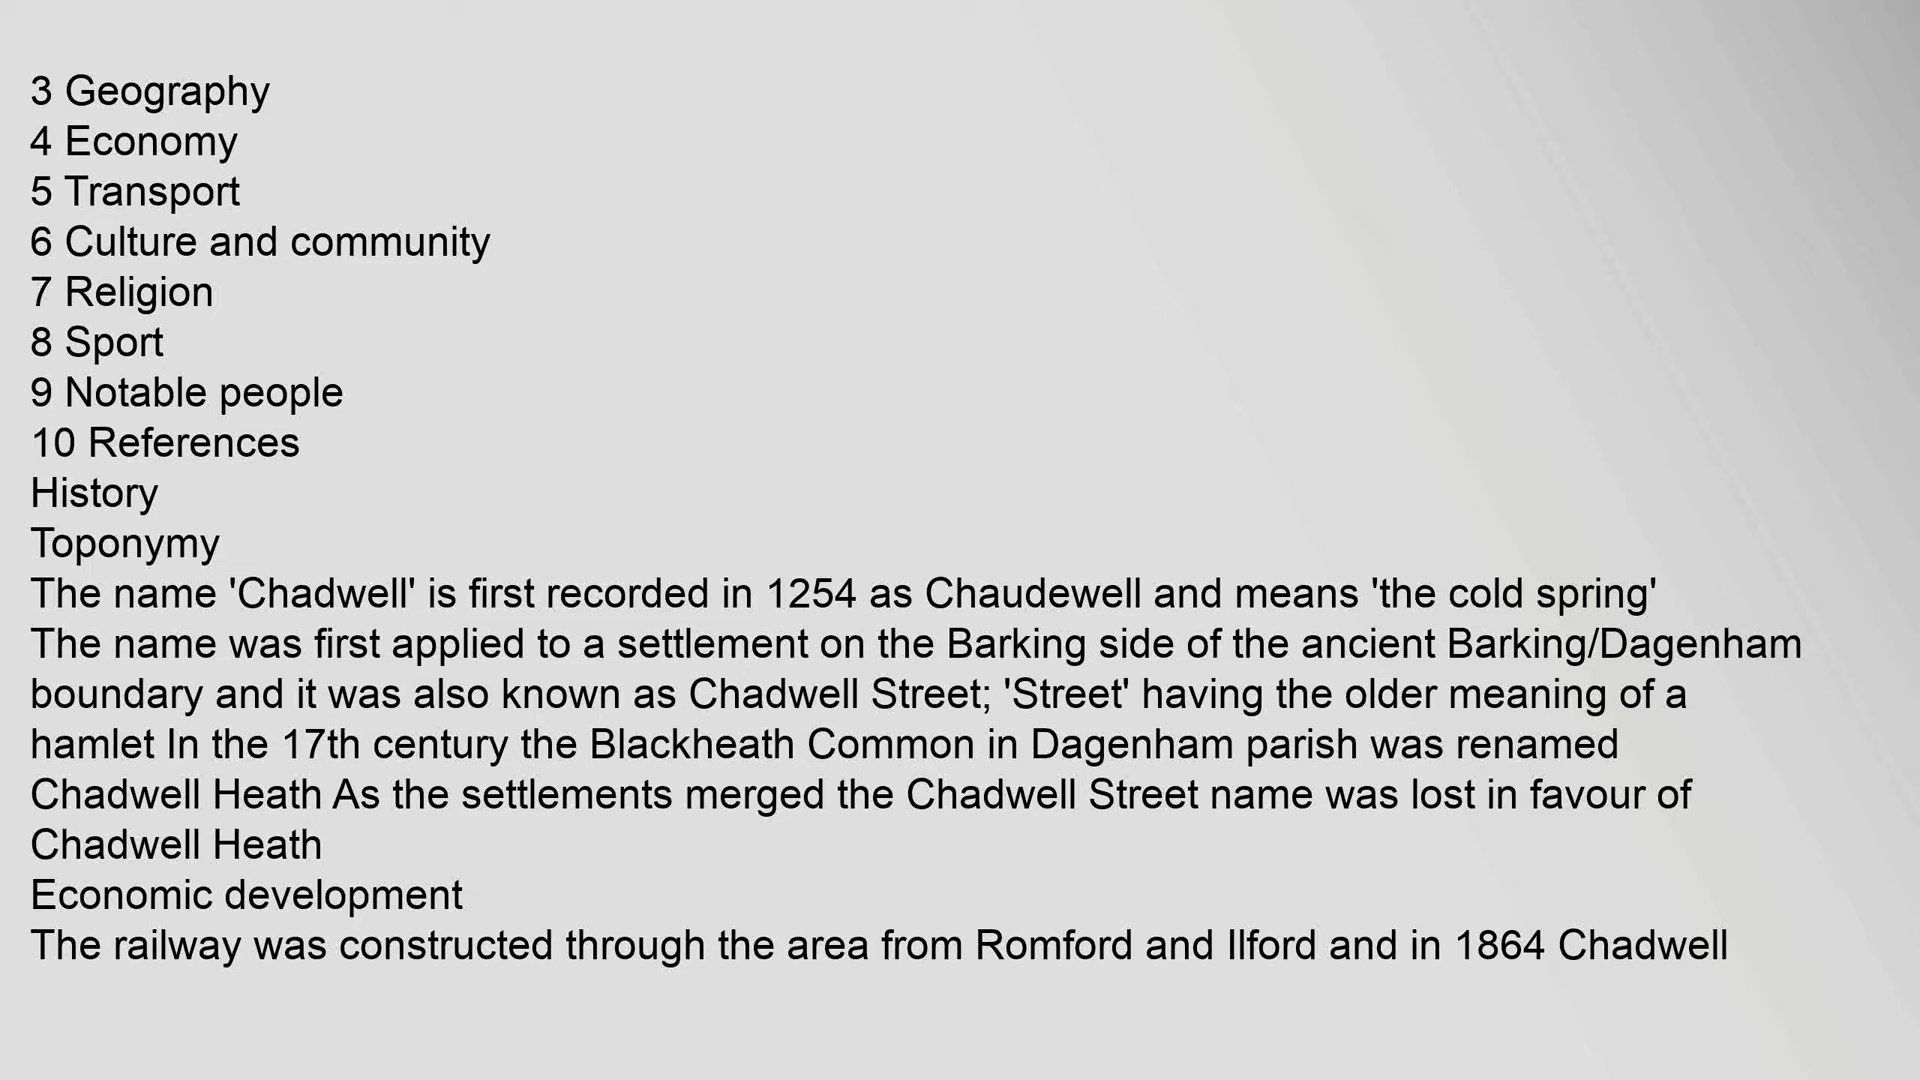 3 Geography
4 Economy
5 Transport
6 Culture and community
7 Religion
8 Sport
9 Notable people
10 References
History
Toponymy
The name 'Chadwell' is first recorded in 1254 as Chaudewell and means 'the cold spring'
The name was first applied to a settlement on the Barking side of the ancient Barking/Dagenham
boundary and it was also known as Chadwell Street; 'Street' having the older meaning of a
hamlet In the 17th century the Blackheath Common in Dagenham parish was renamed
Chadwell Heath As the settlements merged the Chadwell Street name was lost in favour of
Chadwell Heath
Economic development
The railway was constructed through the area from Romford and Ilford and in 1864 Chadwell